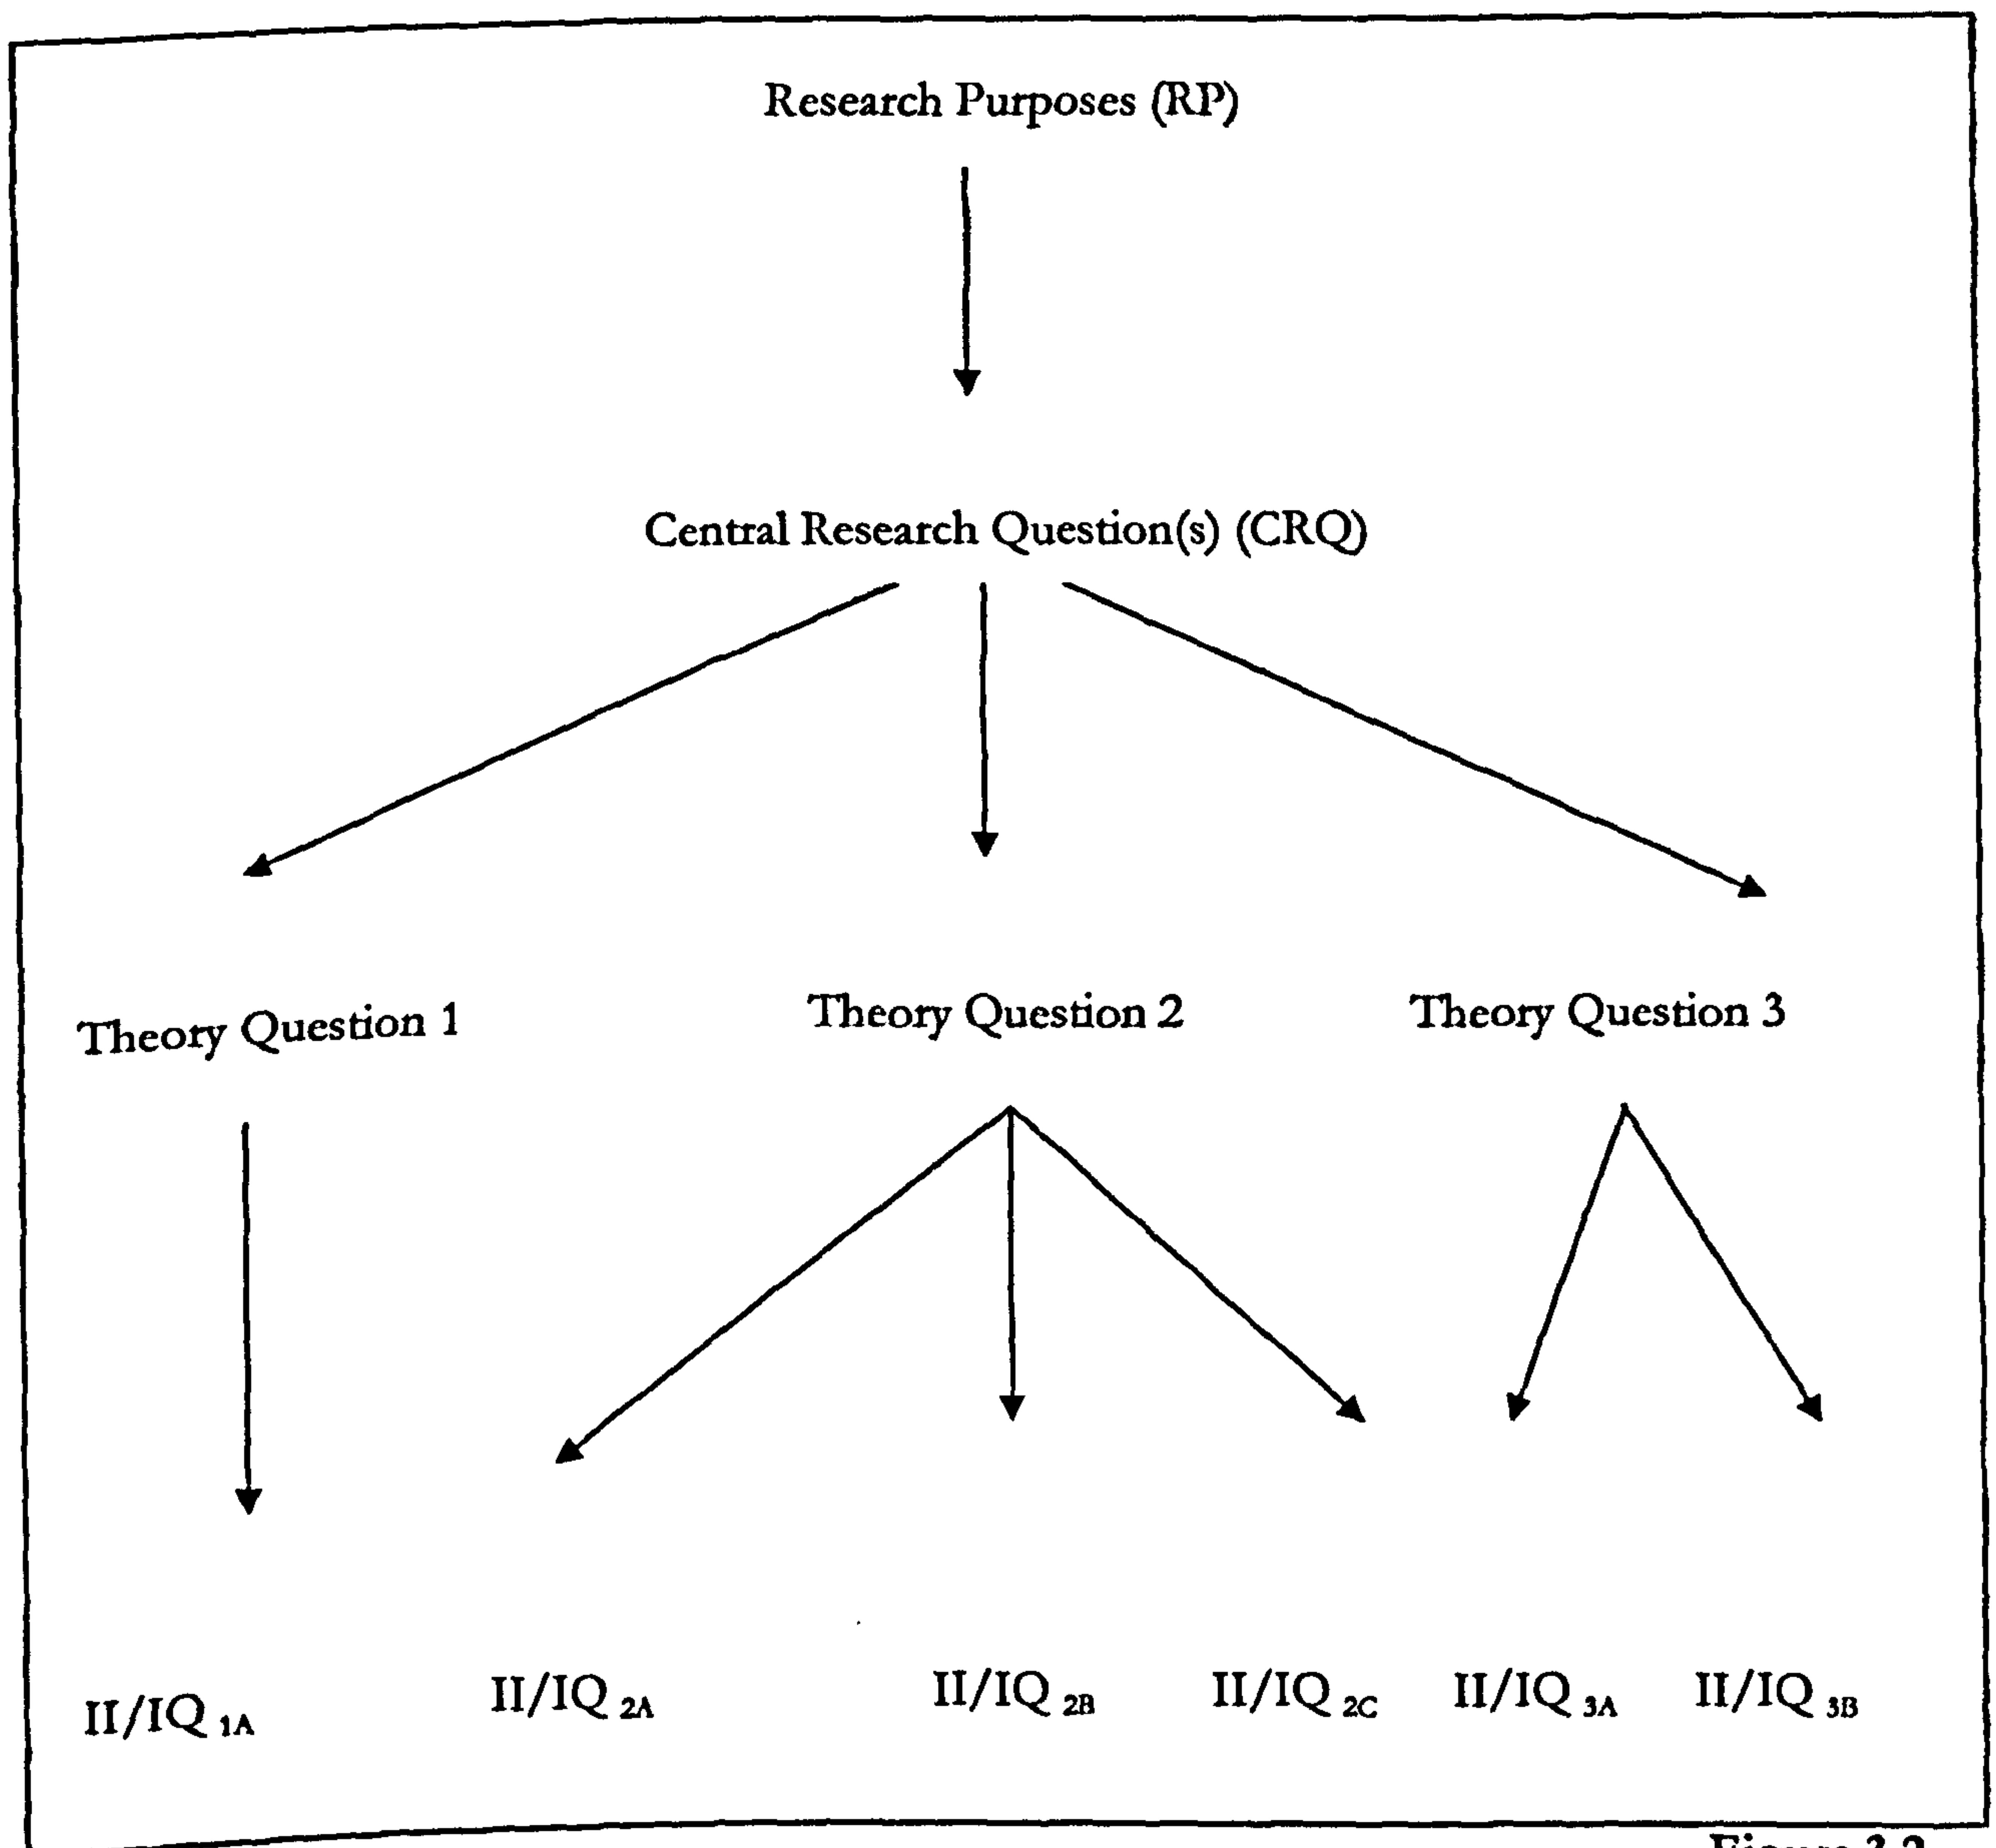 Research Purposes (RP)
Central Research Question(s) (CRQ)
Theory Question 1 Theory Question 2 Theory Question 3
II/IQ 1A II/IQ 2A II/IQ 2B II/IQ 2C II/IQ 3A II/IQ 3B